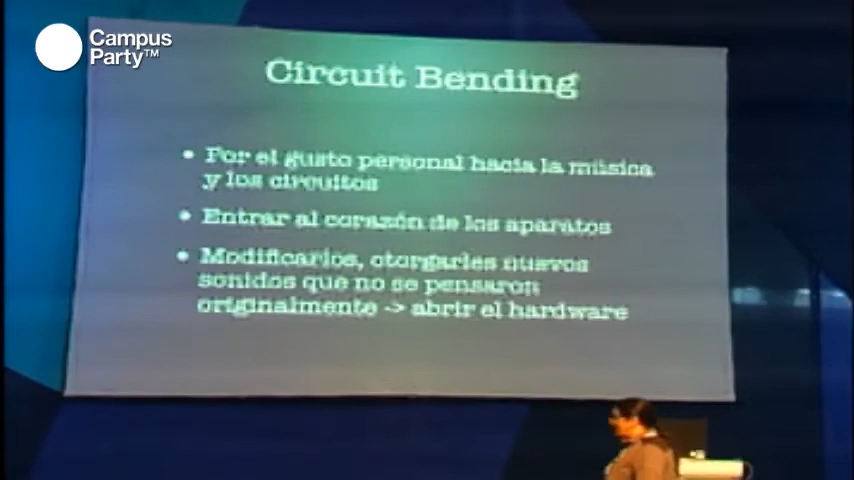 Campus
Party™
Circuit Bending
• Por el gusto personal hacia la música
y los circuitos
• Entrar al corazón de los aparatos
• Modificarlos, otorgarles nuevos
sonidos que no se pensaron
originalmente -> abrir el hardware